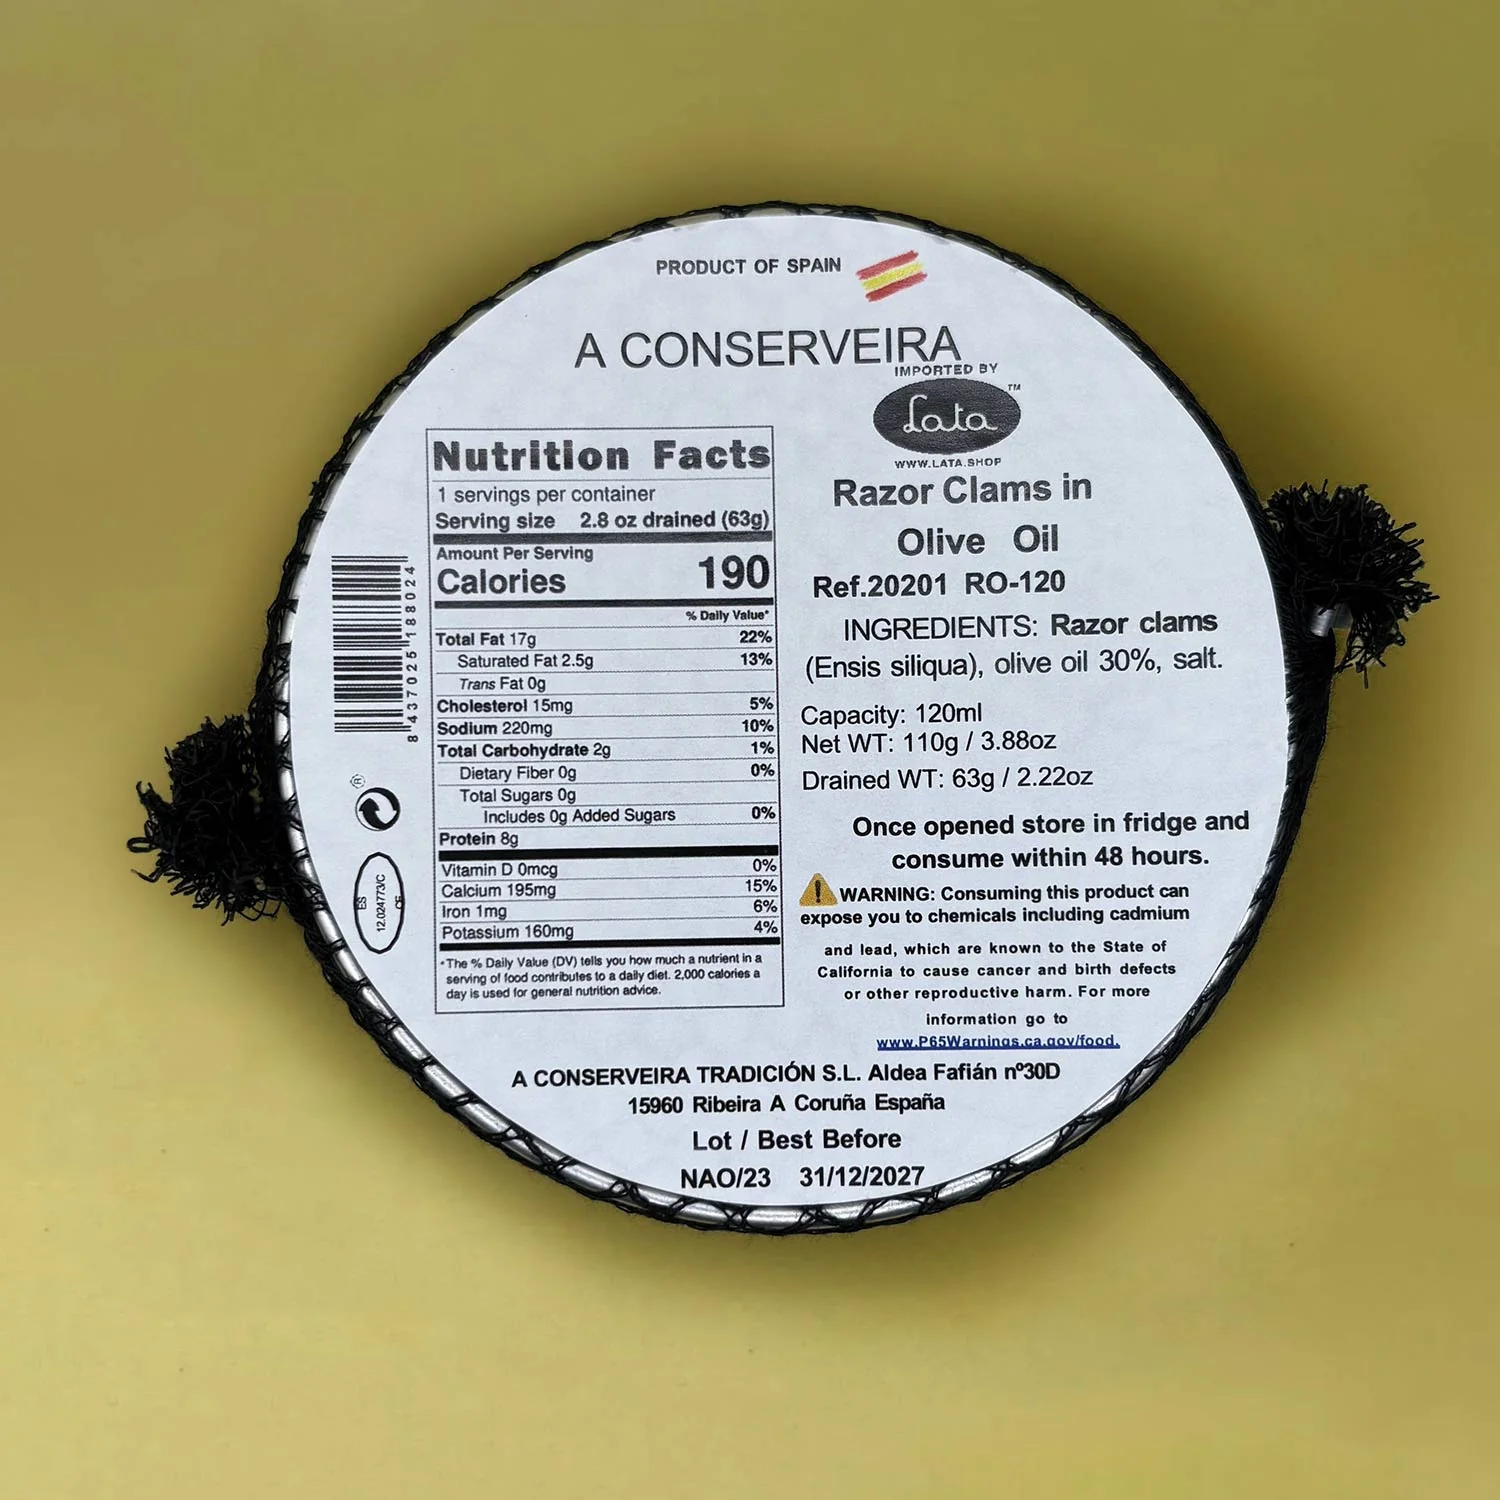 PRODUCT OF SPAIN
A CONSERVEIRA
IMPORTED BY
Lata™
WWW.LATA.SHOP
Razor Clams in
Olive Oil
Ref.20201 RO-120
INGREDIENTS: Razor clams
(Ensis siliqua), olive oil 30%, salt.
Capacity: 120ml
Net WT: 110g / 3.88oz
Drained WT: 63g / 2.22oz
Once opened store in fridge and
consume within 48 hours.
WARNING: Consuming this product can
expose you to chemicals including cadmium
and lead, which are known to the State of
California to cause cancer and birth defects
or other reproductive harm. For more
information go to
www.P65Warnings.ca.gov/food.
Nutrition Facts
1 servings per container
Serving size 2.8 oz drained (63g)
Amount Per Serving
Calories 190
% Daily Value*
Total Fat 17g 22%
Saturated Fat 2.5g 13%
Trans Fat 0g
Cholesterol 15mg 5%
Sodium 220mg 10%
Total Carbohydrate 2g 1%
Dietary Fiber 0g 0%
Total Sugars 0g
Includes 0g Added Sugars 0%
Protein 8g
Vitamin D 0mcg 0%
Calcium 195mg 15%
Iron 1mg 6%
Potassium 160mg 4%
*The % Daily Value (DV) tells you how much a nutrient in a
serving of food contributes to a daily diet. 2,000 calories a
day is used for general nutrition advice.
8 437025 188024
®
ES
12.024773/C
CE
A CONSERVEIRA TRADICIÓN S.L. Aldea Fafián nº30D
15960 Ribeira A Coruña España
Lot / Best Before
NAO/23 31/12/2027